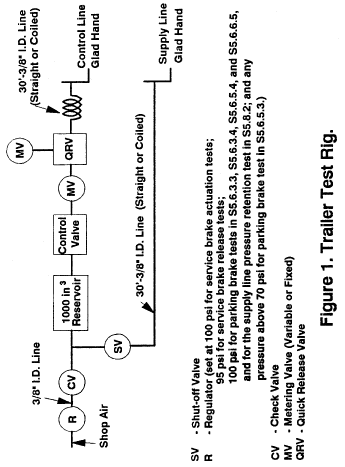 30'-3/8" I.D. Line
(Straight or Coiled)
Control Line
Glad Hand
Supply Line
Glad Hand
MV
QRV
MV
Control
Valve
1000 in³
Reservoir
30'-3/8" I.D. Line (Straight or Coiled)
3/8" I.D. Line
SV
CV
R
Shop Air
SV - Shut-off Valve
R - Regulator (set at 100 psi for service brake actuation tests;
95 psi for service brake release tests;
100 psi for parking brake tests in S5.6.3.3, S5.6.3.4, S5.6.5.4, and S5.6.6.5,
and for the supply line pressure retention test in S5.8.2; and any
pressure above 70 psi for parking brake test in S.6.5.3.)
CV - Check Valve
MV - Metering Valve (Variable or Fixed)
QRV - Quick Release Valve
Figure 1. Trailer Test Rig.